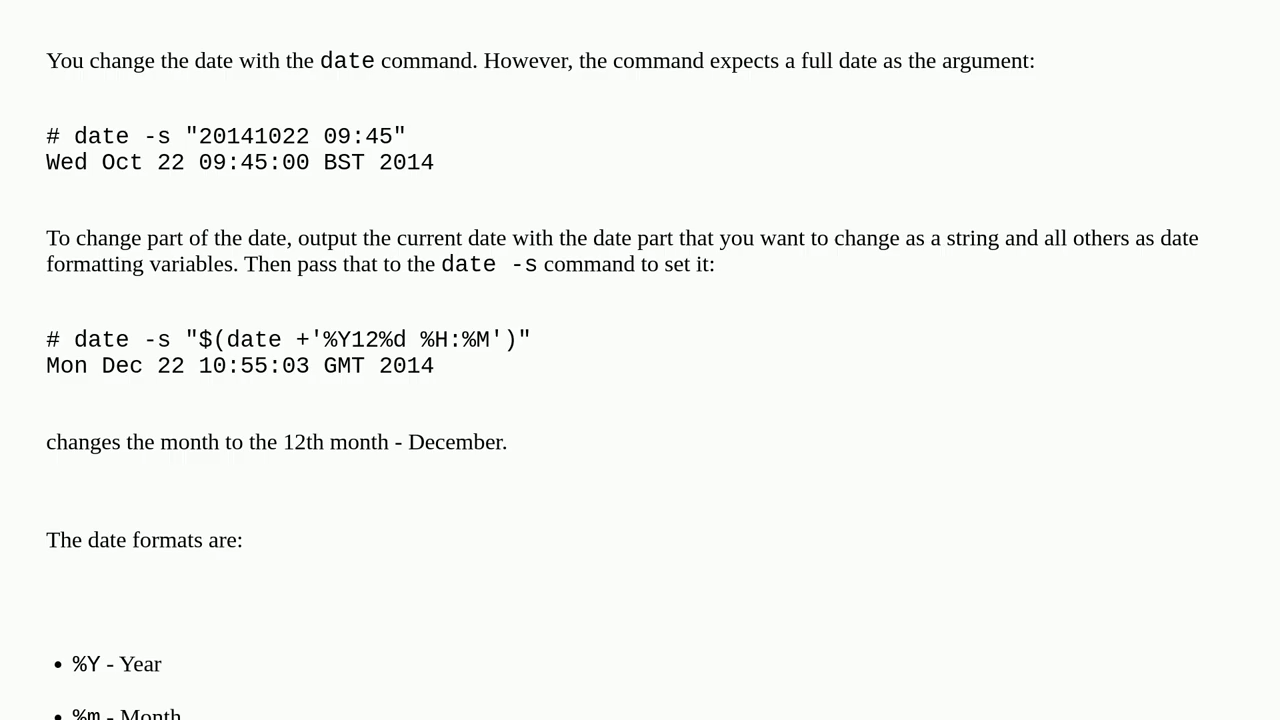 You change the date with the date command. However, the command expects a full date as the argument:
# date -s "20141022 09:45"
Wed Oct 22 09:45:00 BST 2014
To change part of the date, output the current date with the date part that you want to change as a string and all others as date
formatting variables. Then pass that to the date -s command to set it:
# date -s "$(date +'%Y12%d %H:%M')"
Mon Dec 22 10:55:03 GMT 2014
changes the month to the 12th month - December.
The date formats are:
• %Y - Year
• %m - Month